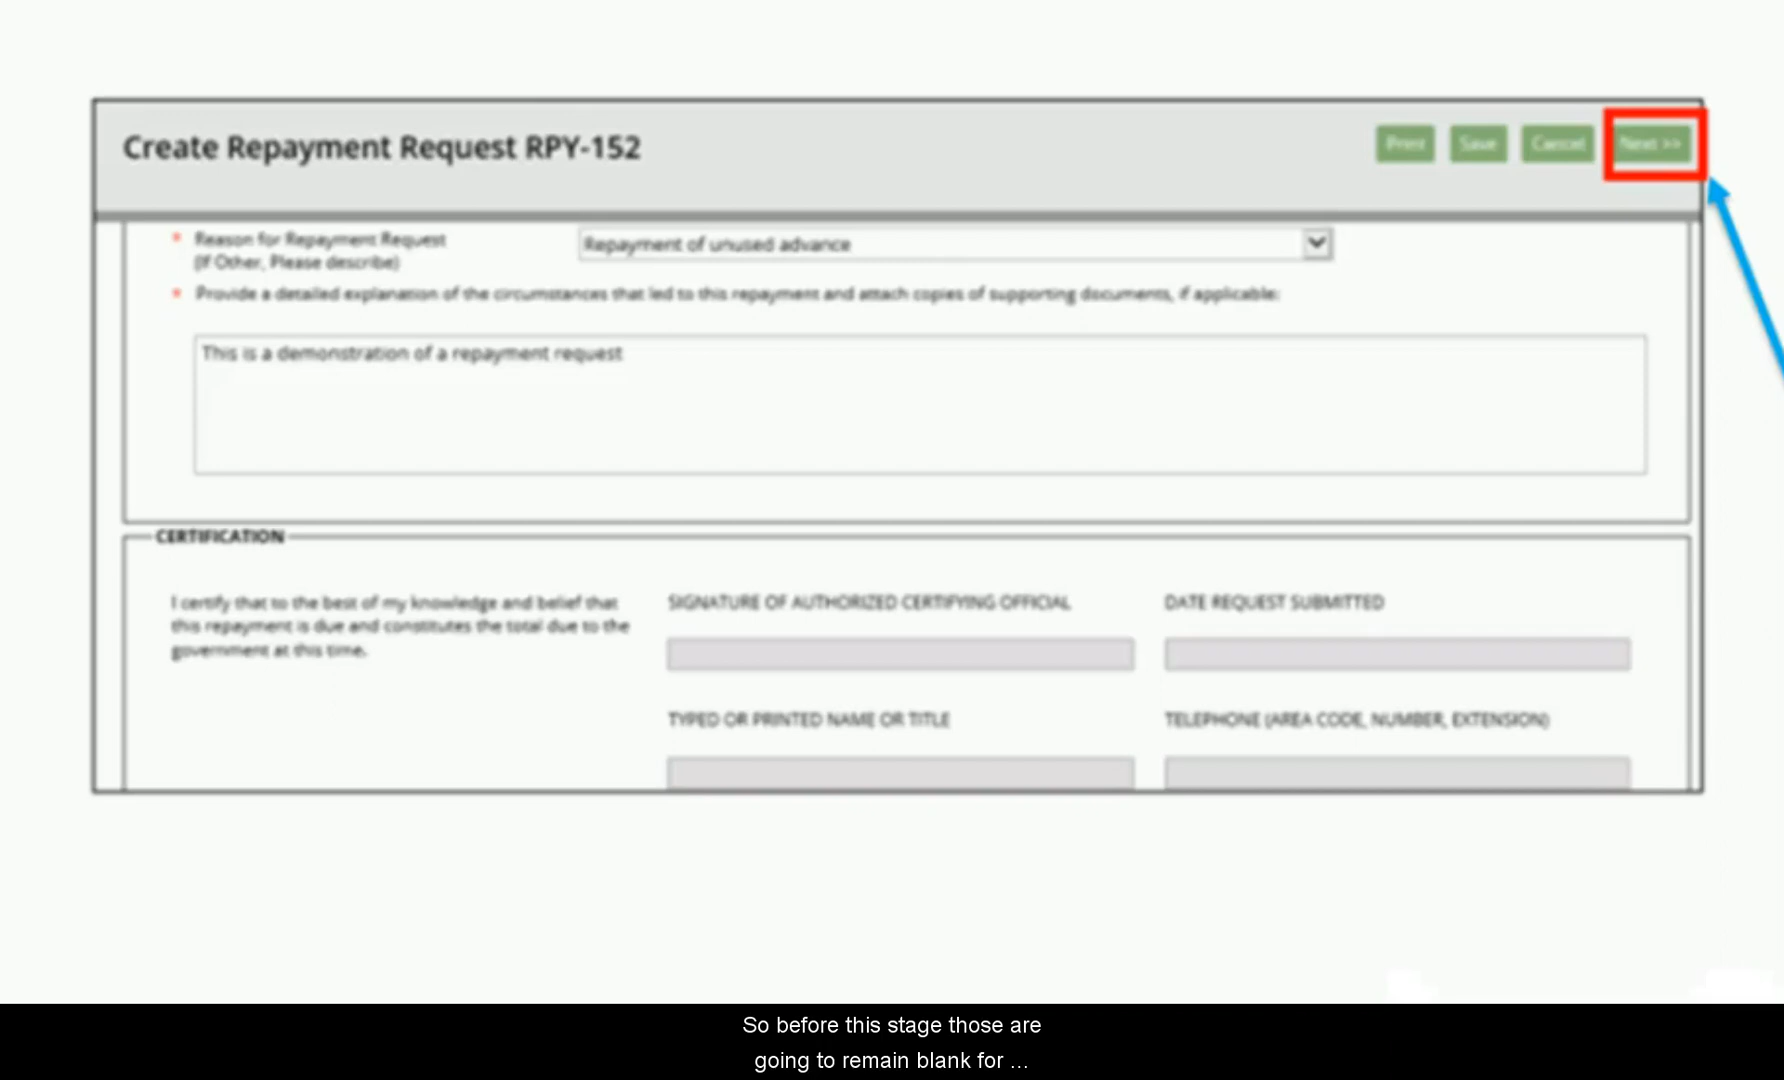 Create Repayment Request RPY-152
Print Save Cancel Next >>
* Reason for Repayment Request
(If Other, Please describe)
Repayment of unused advance
* Provide a detailed explanation of the circumstances that led to this repayment and attach copies of supporting documents, if applicable:
This is a demonstration of a repayment request
CERTIFICATION
I certify that to the best of my knowledge and belief that
this repayment is due and constitutes the total due to the
government at this time.
SIGNATURE OF AUTHORIZED CERTIFYING OFFICIAL
DATE REQUEST SUBMITTED
TYPED OR PRINTED NAME OR TITLE
TELEPHONE (AREA CODE, NUMBER, EXTENSION)
So before this stage those are
going to remain blank for ...